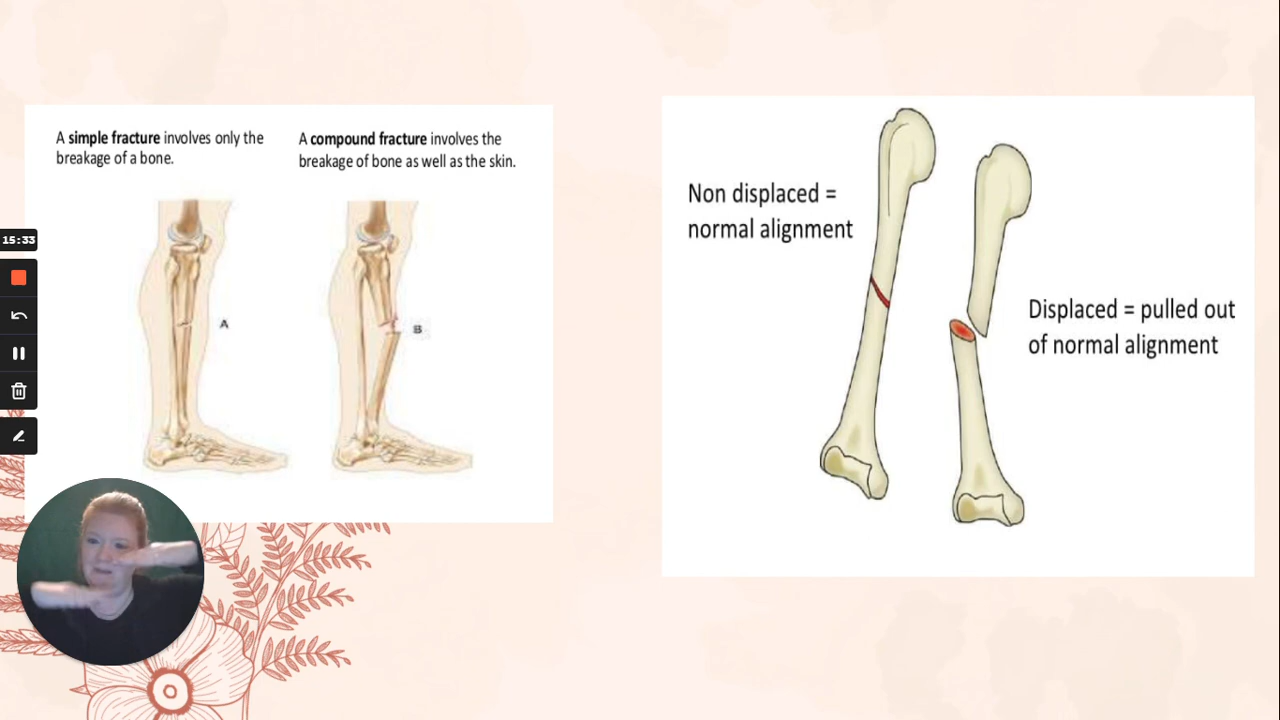 A simple fracture involves only the
breakage of a bone.
A compound fracture involves the
breakage of bone as well as the skin.
A
B
15:33
Non displaced =
normal alignment
Displaced = pulled out
of normal alignment